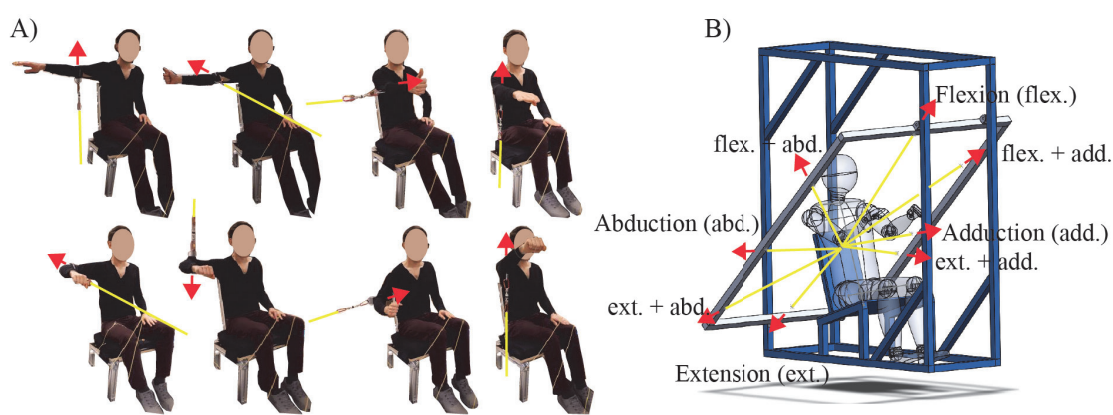 A)
B)
Flexion (flex.)
flex. + abd.
flex. + add.
Abduction (abd.)
Adduction (add.)
ext. + add.
ext. + abd.
Extension (ext.)